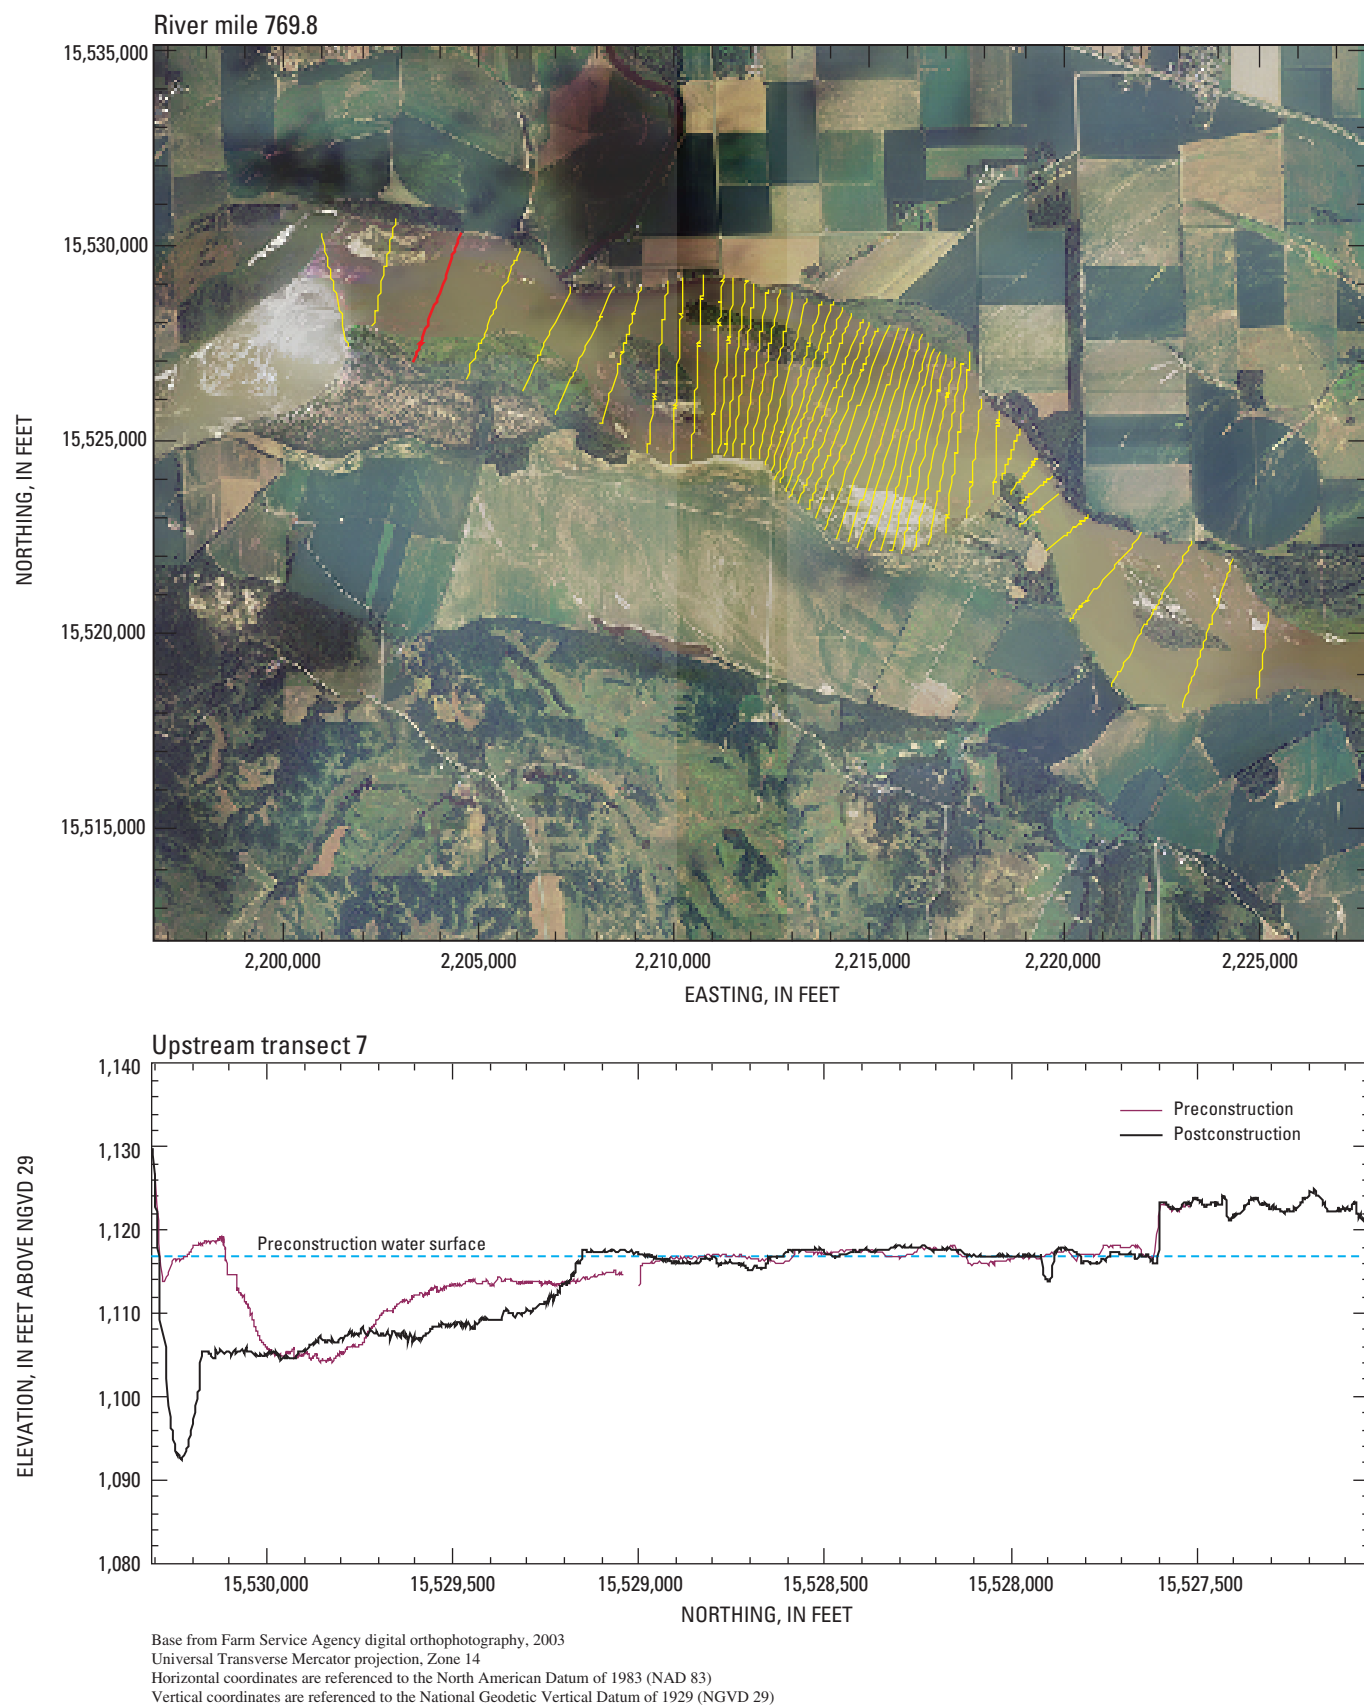 River mile 769.8
15,535,000
15,530,000
15,525,000
15,520,000
15,515,000
NORTHING, IN FEET
2,200,000 2,205,000 2,210,000 2,215,000 2,220,000 2,225,000
EASTING, IN FEET
Upstream transect 7
1,140
1,130
1,120
1,110
1,100
1,090
1,080
ELEVATION, IN FEET ABOVE NGVD 29
Preconstruction
Postconstruction
Preconstruction water surface
15,530,000 15,529,500 15,529,000 15,528,500 15,528,000 15,527,500
NORTHING, IN FEET
Base from Farm Service Agency digital orthophotography, 2003
Universal Transverse Mercator projection, Zone 14
Horizontal coordinates are referenced to the North American Datum of 1983 (NAD 83)
Vertical coordinates are referenced to the National Geodetic Vertical Datum of 1929 (NGVD 29)